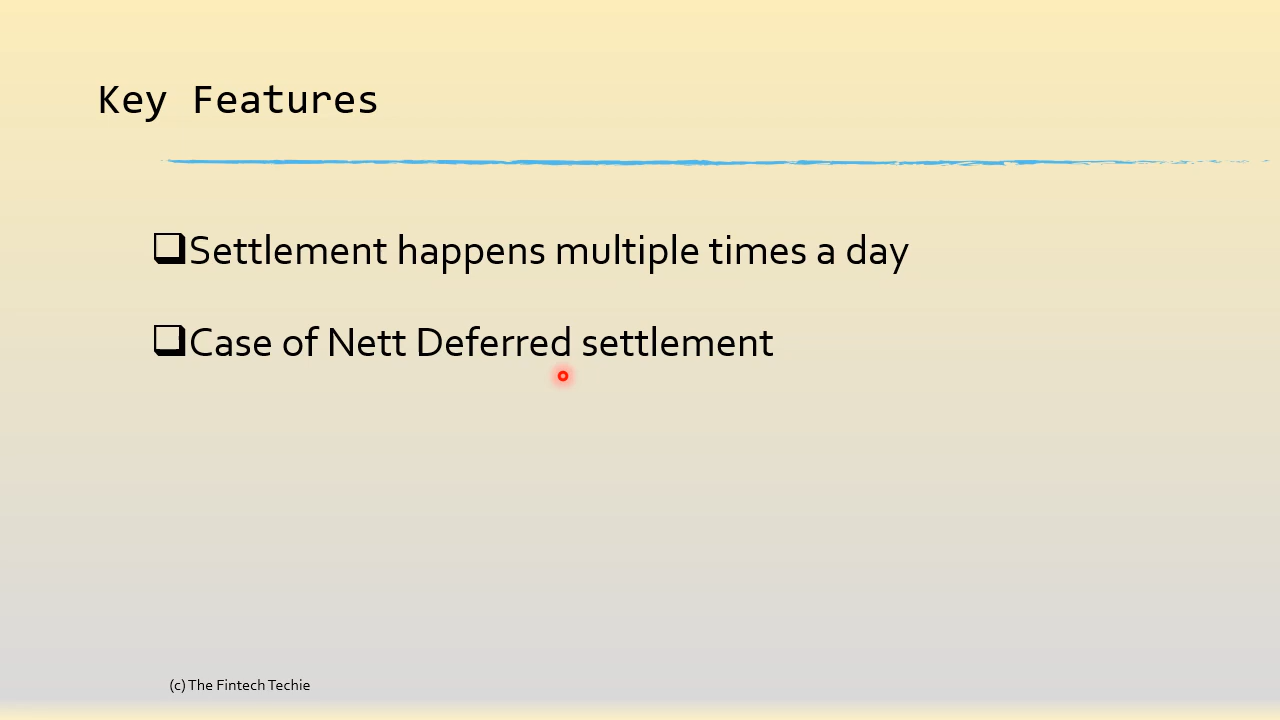 Key Features
❑Settlement happens multiple times a day
❑Case of Nett Deferred settlement
(c) The Fintech Techie